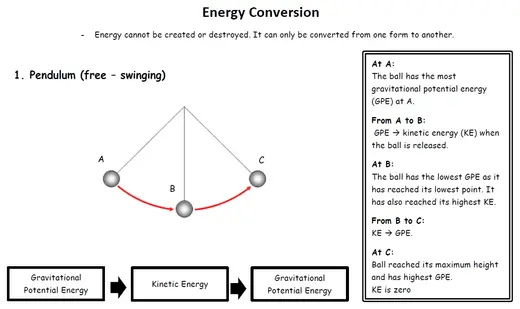 Energy Conversion
- Energy cannot be created or destroyed. It can only be converted from one form to another.
1. Pendulum (free – swinging)
A
B
C
At A:
The ball has the most
gravitational potential energy
(GPE) at A.
From A to B:
GPE → kinetic energy (KE) when
the ball is released.
At B:
The ball has the lowest GPE as it
has reached its lowest point. It
has also reached its highest KE.
From B to C:
KE → GPE.
At C:
Ball reached its maximum height
and has highest GPE.
KE is zero
Gravitational
Potential Energy
Kinetic Energy
Gravitational
Potential Energy